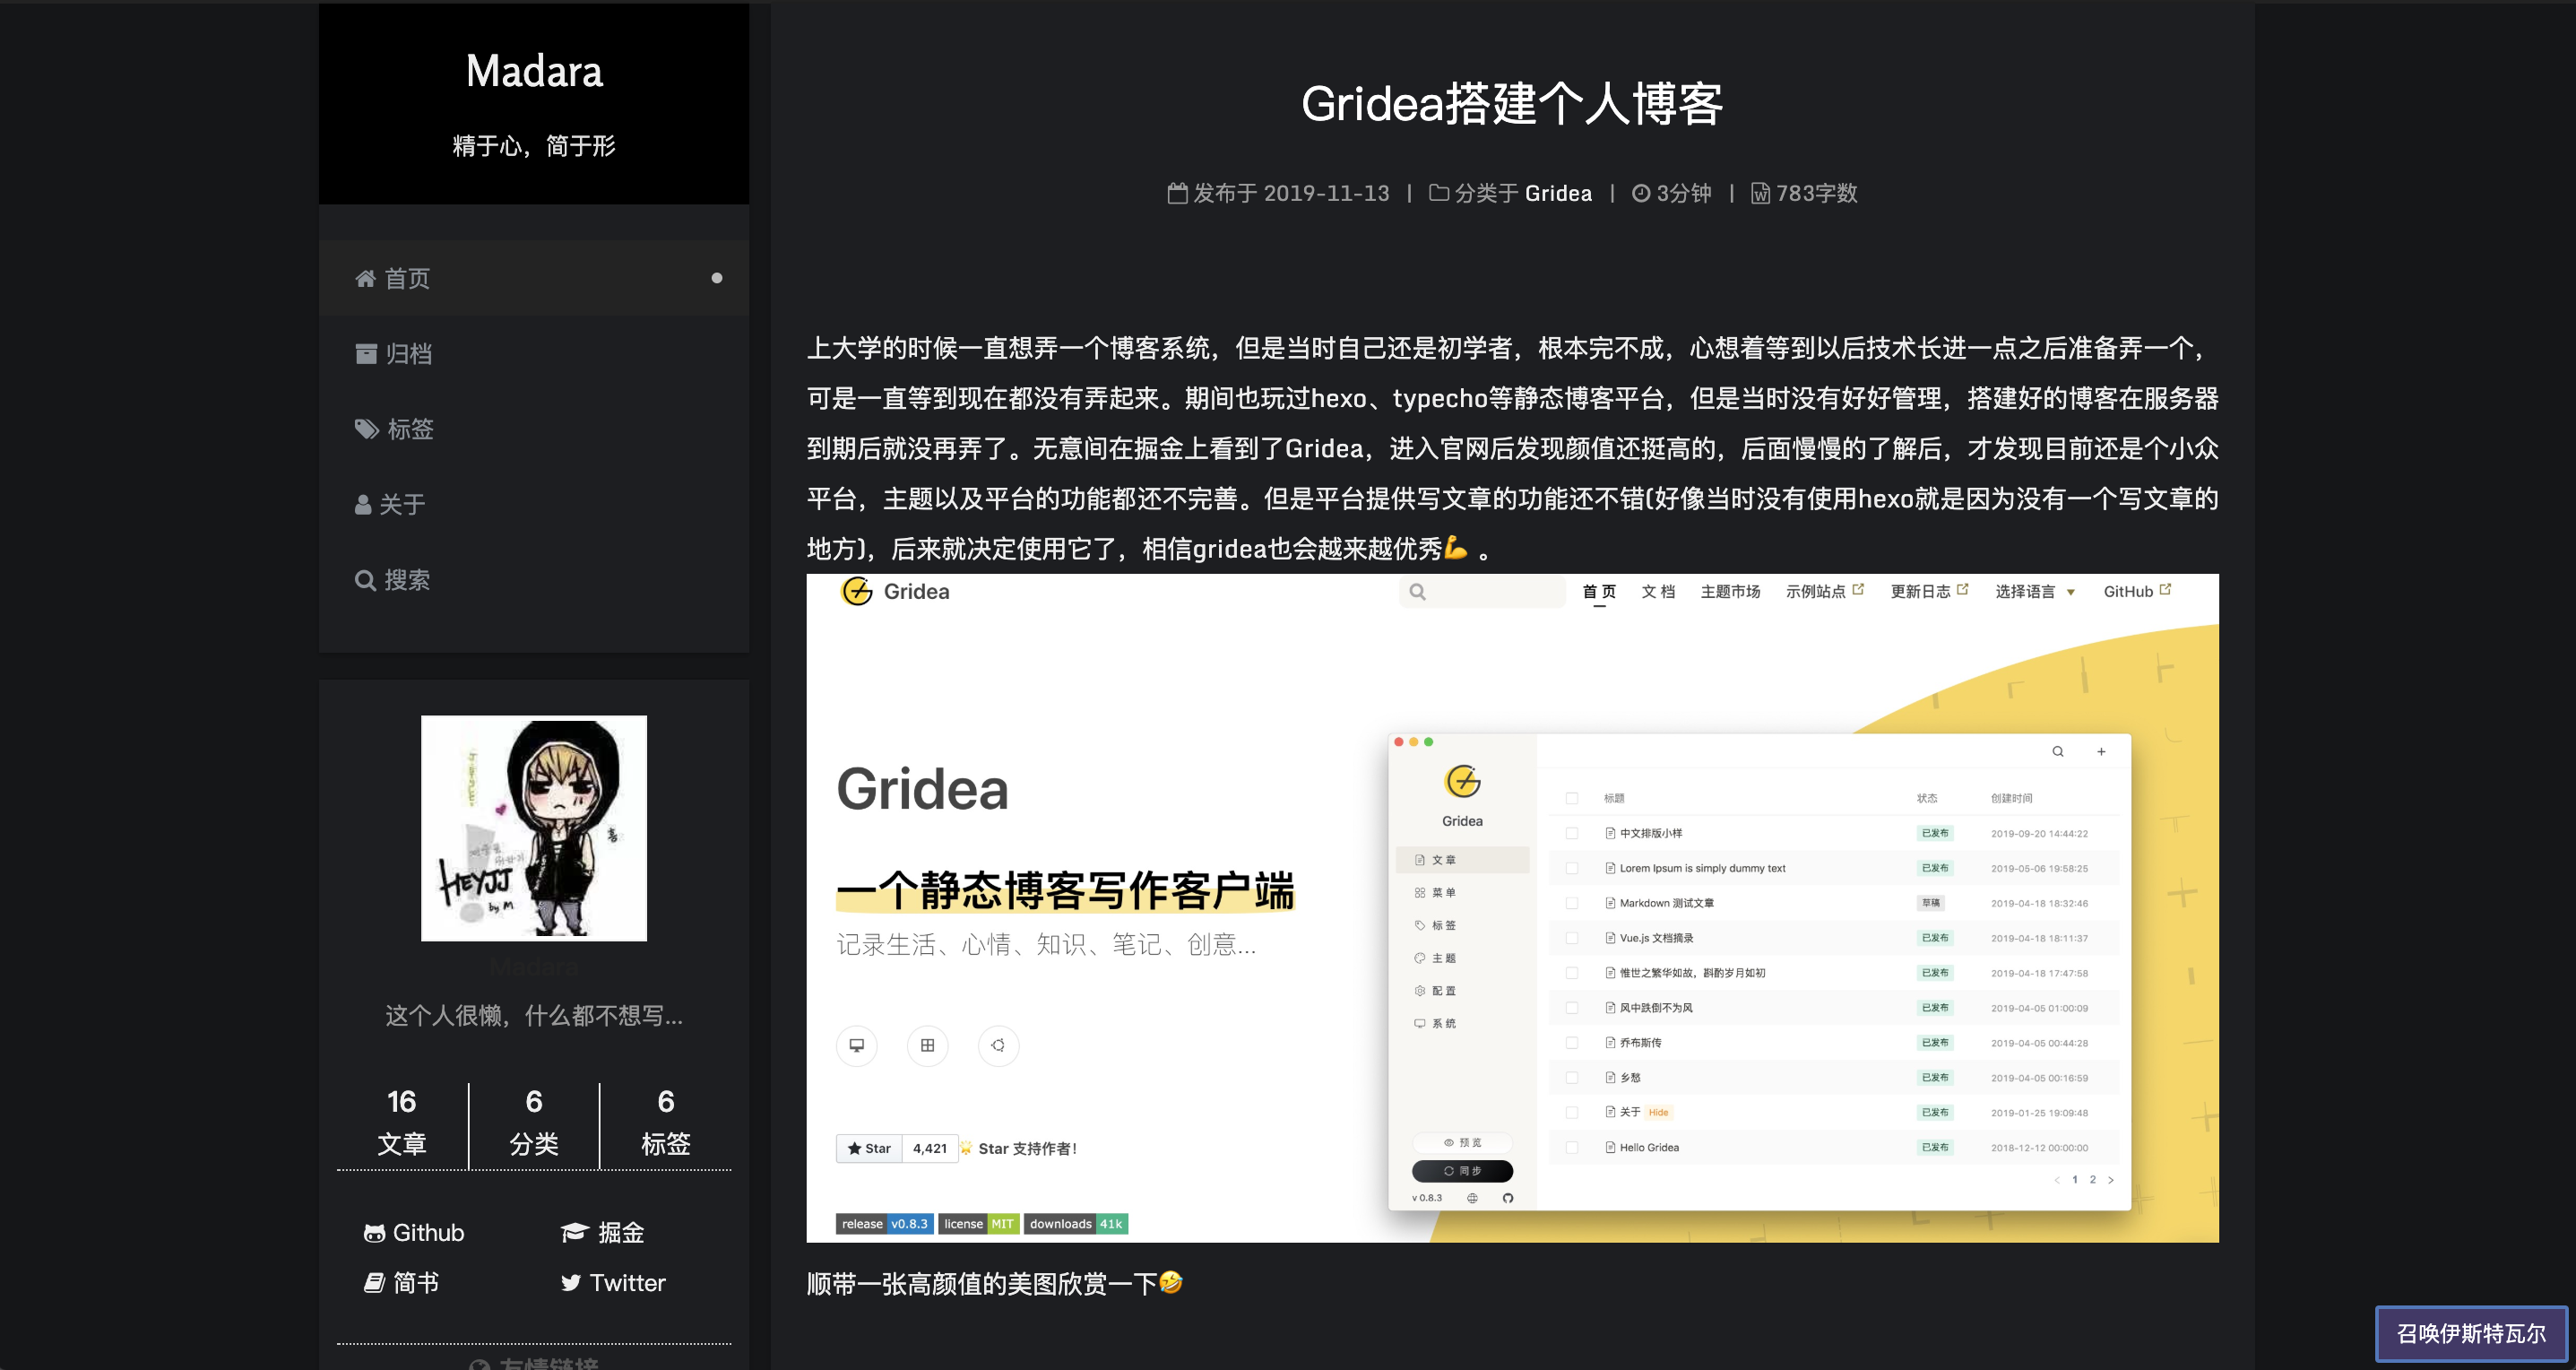 Madara
精于心，简于形
首页
归档
标签
关于
搜索
HEYJJ
by M
Madara
这个人很懒，什么都不想写...
16
文章
6
分类
6
标签
Github
掘金
简书
Twitter
友情链接
Gridea搭建个人博客
发布于 2019-11-13 | 分类于 Gridea | 3分钟 | 783字数
上大学的时候一直想弄一个博客系统，但是当时自己还是初学者，根本完不成，心想着等到以后技术长进一点之后准备弄一个，
可是一直等到现在都没有弄起来。期间也玩过hexo、typecho等静态博客平台，但是当时没有好好管理，搭建好的博客在服务器
到期后就没再弄了。无意间在掘金上看到了Gridea，进入官网后发现颜值还挺高的，后面慢慢的了解后，才发现目前还是个小众
平台，主题以及平台的功能都还不完善。但是平台提供写文章的功能还不错(好像当时没有使用hexo就是因为没有一个写文章的
地方)，后来就决定使用它了，相信gridea也会越来越优秀💪 。
Gridea
首页 文档 主题市场 示例站点 更新日志 选择语言 GitHub
Gridea
一个静态博客写作客户端
记录生活、心情、知识、笔记、创意...
Star 4,421 🌟 Star 支持作者！
release v0.8.3 license MIT downloads 41k
Gridea
文章
菜单
标签
主题
配置
系统
预览
同步
v 0.8.3
标题 状态 创建时间
中文排版小样 已发布 2019-09-20 14:44:22
Lorem Ipsum is simply dummy text 已发布 2019-05-06 19:58:25
Markdown 测试文章 草稿 2019-04-18 18:32:46
Vue.js 文档摘录 已发布 2019-04-18 18:11:37
惟世之繁华如故，斟酌岁月如初 已发布 2019-04-18 17:47:58
风中跌倒不为风 已发布 2019-04-05 01:00:09
乔布斯传 已发布 2019-04-05 00:44:28
乡愁 已发布 2019-04-05 00:16:59
关于 Hide 已发布 2019-01-25 19:09:48
Hello Gridea 已发布 2018-12-12 00:00:00
< 1 2 >
顺带一张高颜值的美图欣赏一下🤣
召唤伊斯特瓦尔